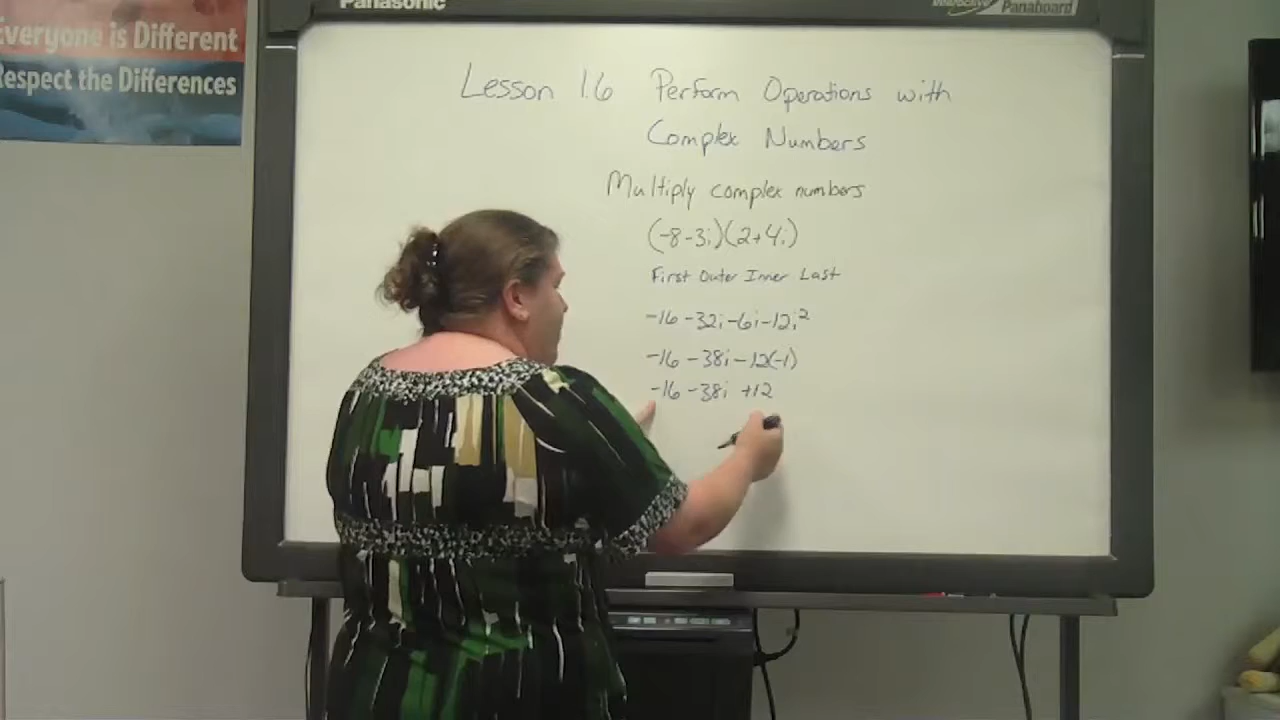 Panasonic
Panaboard
Everyone is Different
Respect the Differences
Lesson 1.6 Perform Operations with
Complex Numbers
Multiply complex numbers
(-8-3i)(2+4i)
First Outer Inner Last
-16 -32i -6i -12i²
-16 -38i -12(-1)
-16 -38i +12